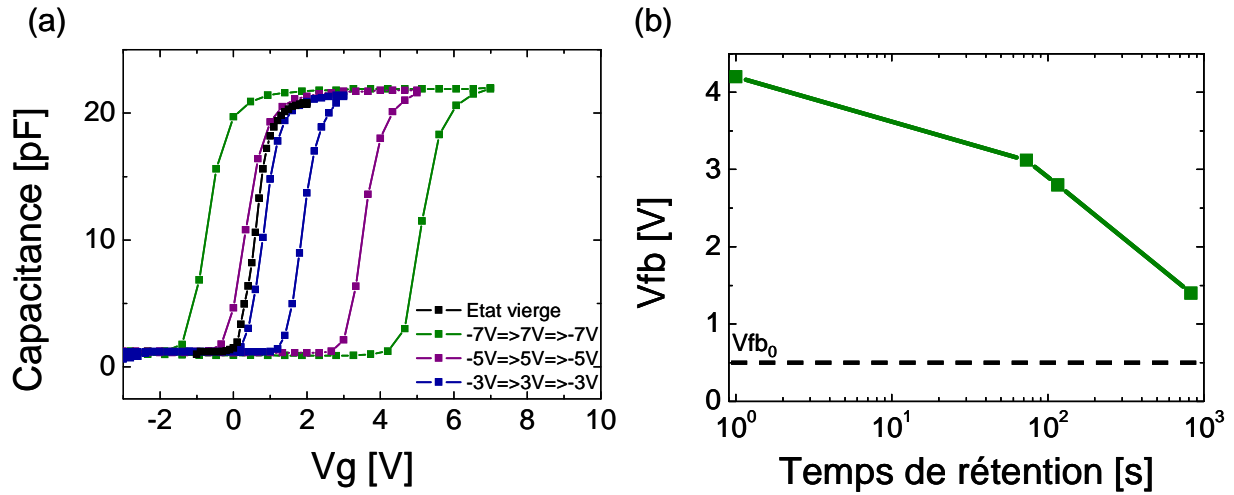 (a)
Capacitance [pF]
20
10
0
-2
0
2
4
6
8
10
Vg [V]
Etat vierge
-7V=>7V=>-7V
-5V=>5V=>-5V
-3V=>3V=>-3V
(b)
Vfb [V]
4
3
2
1
0
Vfb0
10^0
10^1
10^2
10^3
Temps de rétention [s]